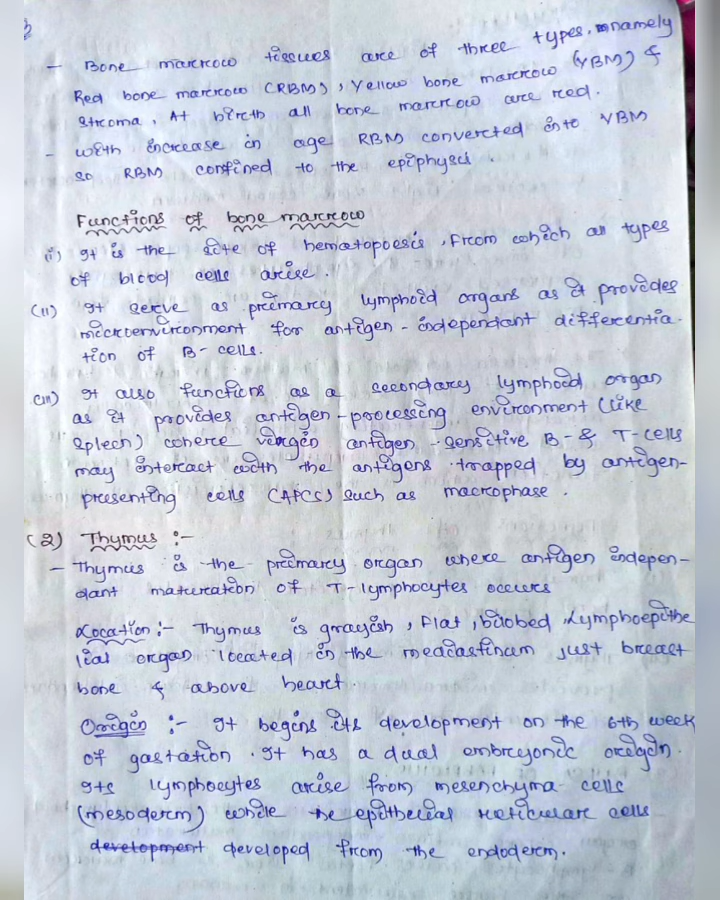 - Bone marrow tissues are of three types, namely
Red bone marrow (RBM), Yellow bone marrow (YBM) &
stroma, At birth all bone marrow are red.
- with increase in age RBM converted into YBM
so RBM confined to the epiphysis
Functions of bone marrow
(i) It is the site of hematopoesis, From which all types
of blood cells arise.
(ii) It serve as primary lymphoid organs as it provides
microenvironment for antigen-independant differentia-
tion of B-cells.
(iii) It also functions as a secondary lymphoid organ
as it provides antigen-processing environment (like
spleen) where virgin antigen-sensitive B-& T-cells
may interact with the antigens trapped by antigen-
presenting cells (APCS) such as macrophase.
(2) Thymus :-
- Thymus is the primary organ where antigen indepen-
dant maturation of T-lymphocytes occurs
Location :- Thymus is grayish, Flat, bilobed Lymphoepithe
lial organ located in the mediastinum just breast
bone & above heart.
Origin :- It begins its development on the 6th week
of gastation. It has a dual embryonic origin.
Its lymphocytes arise from mesenchyma cells
(mesoderm) while the epithelial reticular cells
development developed from the endoderm.